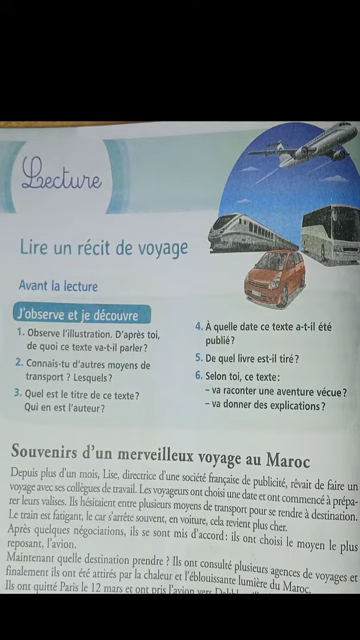 Lecture
Lire un récit de voyage
Avant la lecture
J'observe et je découvre
1. Observe l'illustration. D'après toi,
de quoi ce texte va-t-il parler?
2. Connais-tu d'autres moyens de
transport ? Lesquels?
3. Quel est le titre de ce texte?
Qui en est l'auteur?
4. À quelle date ce texte a-t-il été
publié?
5. De quel livre est-il tiré?
6. Selon toi, ce texte:
– va raconter une aventure vécue?
– va donner des explications?
Souvenirs d'un merveilleux voyage au Maroc
Depuis plus d'un mois, Lise, directrice d'une société française de publicité, rêvait de faire un
voyage avec ses collègues de travail. Les voyageurs ont choisi une date et ont commencé à prépa-
rer leurs valises. Ils hésitaient entre plusieurs moyens de transport pour se rendre à destination.
Le train est fatigant, le car s'arrête souvent, en voiture, cela revient plus cher.
Après quelques négociations, ils se sont mis d'accord : ils ont choisi le moyen le plus
reposant, l'avion.
Maintenant quelle destination prendre ? Ils ont consulté plusieurs agences de voyages et
finalement ils ont été attirés par la chaleur et l'éblouissante lumière du Maroc.
Ils ont quitté Paris le 12 mars et ont pris l'avion vers